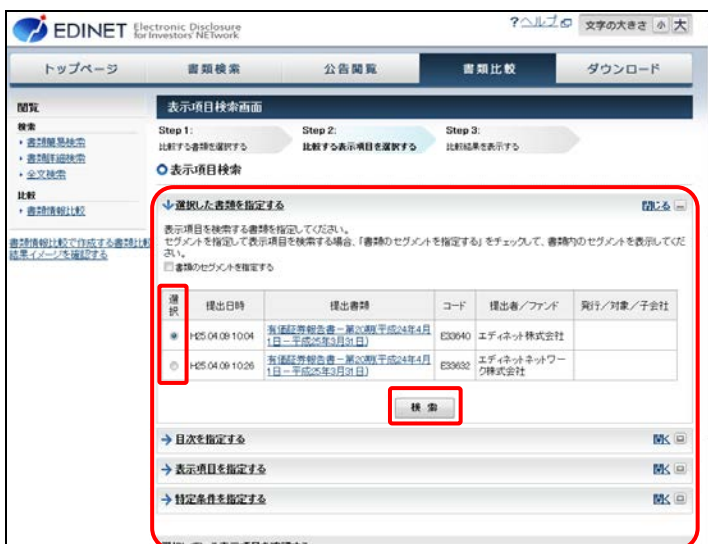 EDINET Electronic Disclosure for Investors' NETwork
?ヘルプ 文字の大きさ 小 大
トップページ 書類検索 公告閲覧 書類比較 ダウンロード
閲覧
検索
・書類簡易検索
・書類詳細検索
・全文検索
比較
・書類情報比較
書類情報比較で作成する書類比較
結果イメージを確認する
表示項目検索画面
Step 1: Step 2: Step 3:
比較する書類を選択する 比較する表示項目を選択する 比較結果を表示する
表示項目検索
選択した書類を指定する 閉じる
表示項目を検索する書類を指定してください。
セグメントを指定して表示項目を検索する場合、「書類のセグメントを指定する」をチェックして、書類内のセグメントを表示してくだ
さい。
書類のセグメントを指定する
選択 提出日時 提出書類 コード 提出者/ファンド 発行/対象/子会社
H25.04.09 10:04 有価証券報告書-第20期(平成24年4月
1日-平成25年3月31日) E33640 エディネット株式会社
H25.04.09 10:26 有価証券報告書-第20期(平成24年4月
1日-平成25年3月31日) E33632 エディネットネットワー
ク株式会社
検 索
目次を指定する 開く
表示項目を指定する 開く
特定条件を指定する 開く